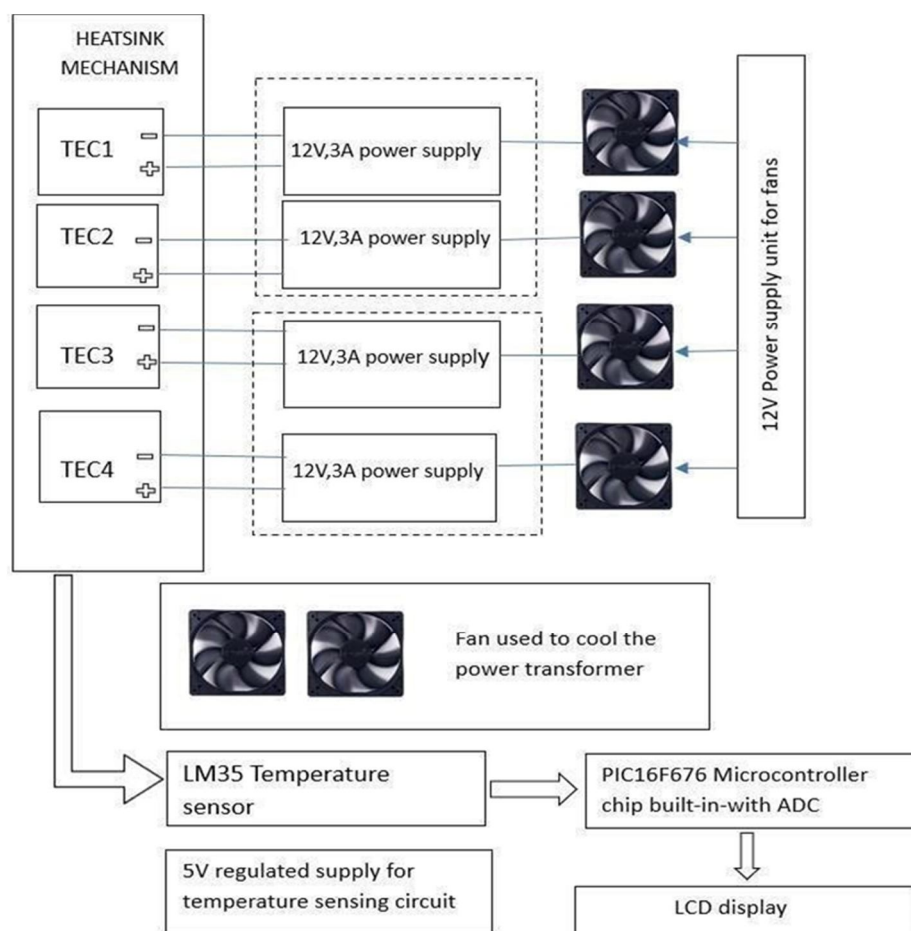 HEATSINK
MECHANISM
TEC1
12V,3A power supply
TEC2
12V,3A power supply
TEC3
12V,3A power supply
TEC4
12V,3A power supply
12V Power supply unit for fans
Fan used to cool the
power transformer
LM35 Temperature
sensor
PIC16F676 Microcontroller
chip built-in-with ADC
5V regulated supply for
temperature sensing circuit
LCD display